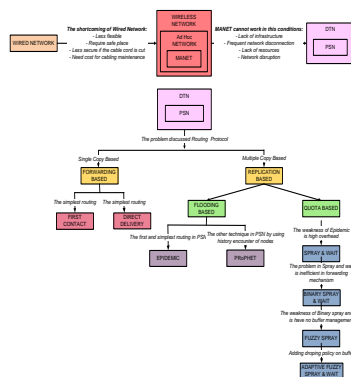 The shortcoming of Wired Network:
- Less flexible
- Require safe place
- Less secure if the cable cord is cut
- Need cost for cabling maintenance
WIRED NETWORK
WIRELESS
NETWORK
Ad Hoc
NETWORK
MANET
MANET cannot work in this conditions:
- Lack of infrastructure
- Frequent network disconnection
- Lack of resources
- Network disruption
DTN
PSN
DTN
PSN
The problem discussed Routing Protocol
Single Copy Based
Multiple Copy Based
FORWARDING
BASED
REPLICATION
BASED
The simplest routing
The simplest routing
FIRST
CONTACT
DIRECT
DELIVERY
FLOODING
BASED
QUOTA BASED
The first and simplest routing in PSN
The other technique in PSN by using
history encounter of nodes
EPIDEMIC
PRoPHET
The weakness of Epidemic
is high overhead
SPRAY & WAIT
The problem in Spray and wait
is inefficient in forwarding
mechanism
BINARY SPRAY
& WAIT
The weakness of Binary spray and
is have no buffer management
FUZZY SPRAY
Adding droping policy on buffer
ADAPTIVE FUZZY
SPRAY & WAIT